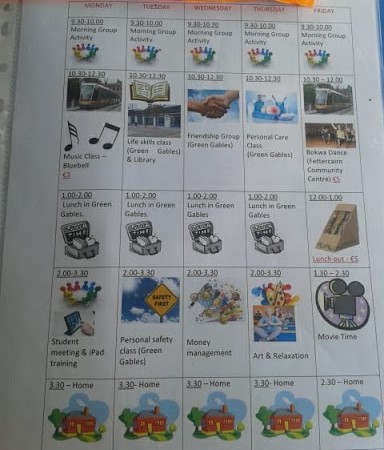 MONDAY TUESDAY WEDNESDAY THURSDAY FRIDAY
9.30-10.00
Morning Group
Activity
9.30-10.00
Morning Group
Activity
9.30-10.00
Morning Group
Activity
9.30-10.00
Morning Group
Activity
9.30-10.00
Morning Group
Activity
10.30-12.30
Music Class –
Bluebell
€3
10.30-12.30
Life skills class
(Green Gables)
& Library
10.30-12.30
Friendship Group
(Green Gables)
10.30-12.30
Personal Care
Class
(Green Gables)
10.30 – 12.00
Bokwa Dance
(Fettercairn
Community
Centre) €5
1.00-2.00
Lunch in Green
Gables.
1.00-2.00
Lunch in Green
Gables
1.00-2.00
Lunch in Green
Gables
1.00-2.00
Lunch in Green
Gables
12.00-1.00
Lunch out - €5
2.00-3.30
Student
meeting & iPad
training
2.00-3.30
SAFETY
FIRST
Personal safety
class (Green
Gables)
2.00-3.30
Money
management
2.00-3.30
Art & Relaxation
1.30 – 2.30
Movie Time
3.30 – Home
3.30- Home
3.30 – Home
3.30- Home
2.30 – Home